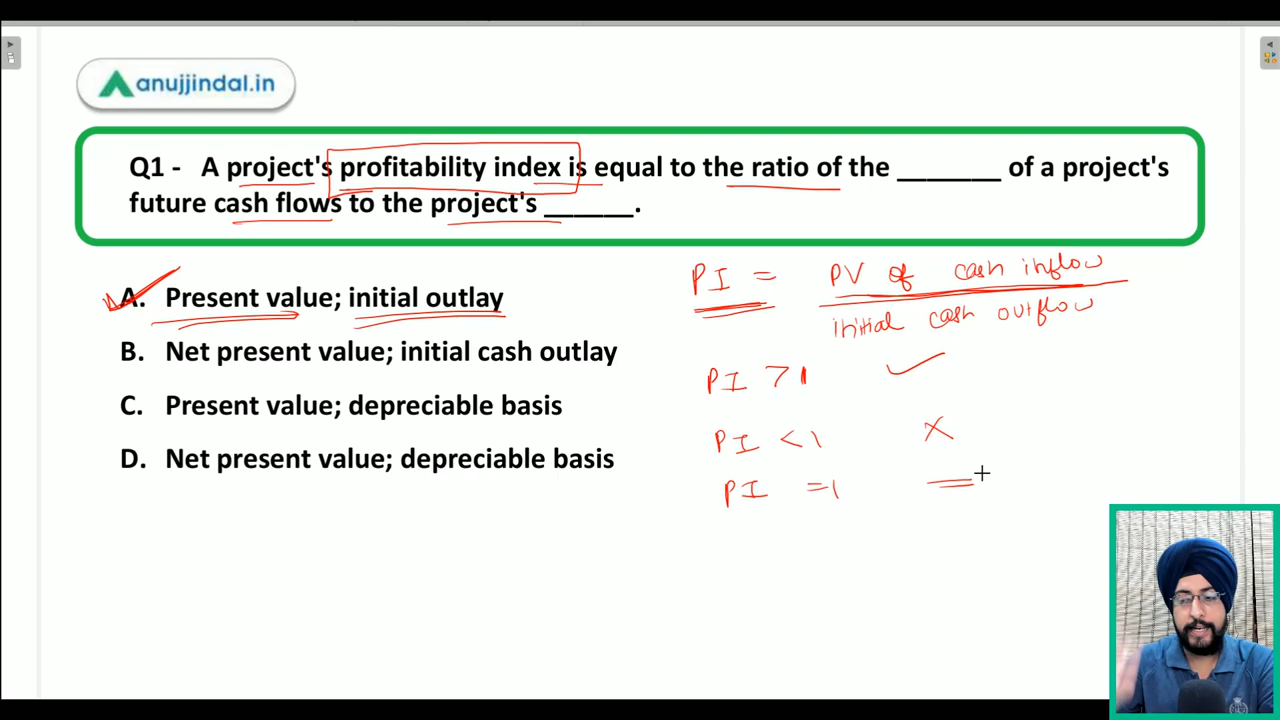 anujjindal.in
Q1 - A project's profitability index is equal to the ratio of the _______ of a project's
future cash flows to the project's ______.
A. Present value; initial outlay
B. Net present value; initial cash outlay
C. Present value; depreciable basis
D. Net present value; depreciable basis
PI = PV of cash inflow
initial cash outflow
PI > 1
PI < 1
PI = 1